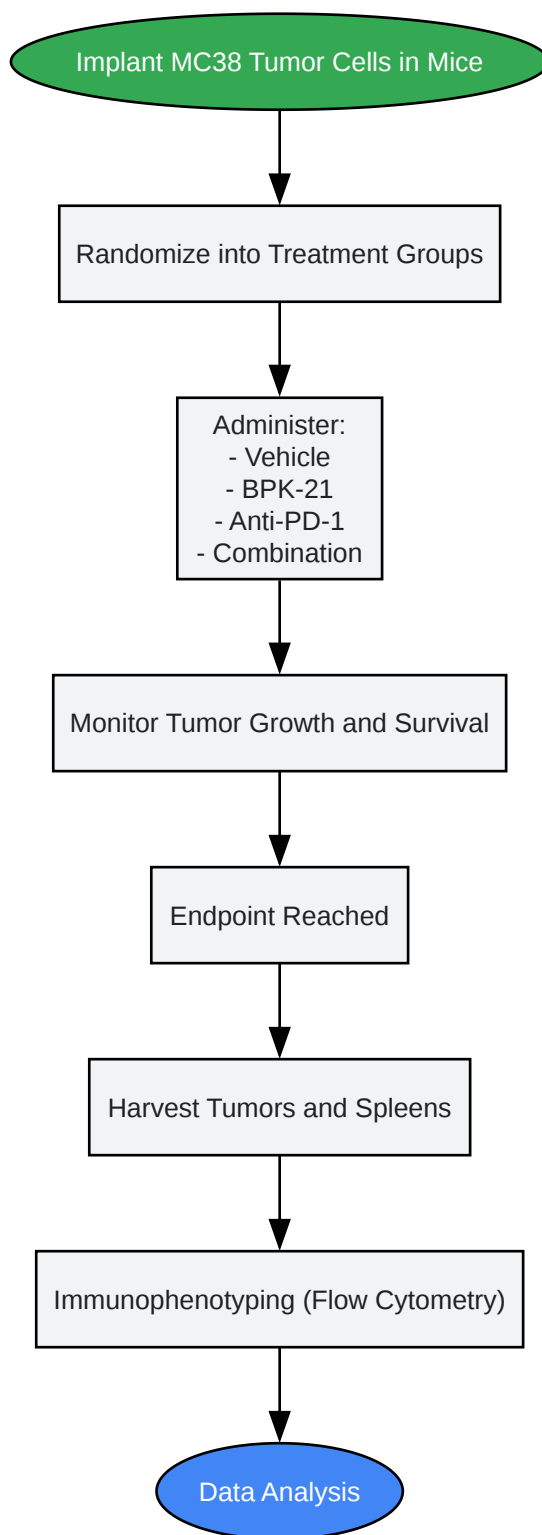 Implant MC38 Tumor Cells in Mice
Randomize into Treatment Groups
Administer:
- Vehicle
- BPK-21
- Anti-PD-1
- Combination
Monitor Tumor Growth and Survival
Endpoint Reached
Harvest Tumors and Spleens
Immunophenotyping (Flow Cytometry)
Data Analysis